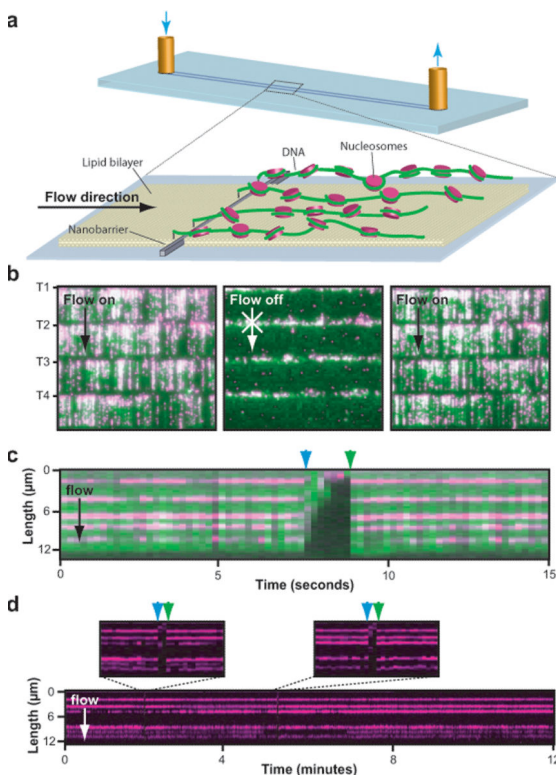 a
DNA
Nucleosomes
Lipid bilayer
Flow direction
Nanobarrier
b
T1
Flow on
Flow off
Flow on
T2
T3
T4
c
0
flow
6
12
Length (µm)
0
5
10
15
Time (seconds)
d
0
flow
6
12
Length (µm)
0
4
8
12
Time (minutes)